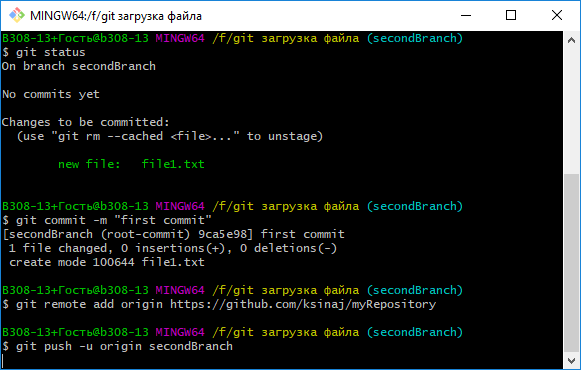 MINGW64:/f/git загрузка файла
B308-13+Гость@b308-13 MINGW64 /f/git загрузка файла (secondBranch)
$ git status
On branch secondBranch
No commits yet
Changes to be committed:
(use "git rm --cached <file>..." to unstage)
new file:   file1.txt
B308-13+Гость@b308-13 MINGW64 /f/git загрузка файла (secondBranch)
$ git commit -m "first commit"
[secondBranch (root-commit) 9ca5e98] first commit
1 file changed, 0 insertions(+), 0 deletions(-)
create mode 100644 file1.txt
B308-13+Гость@b308-13 MINGW64 /f/git загрузка файла (secondBranch)
$ git remote add origin https://github.com/ksinaj/myRepository
B308-13+Гость@b308-13 MINGW64 /f/git загрузка файла (secondBranch)
$ git push -u origin secondBranch